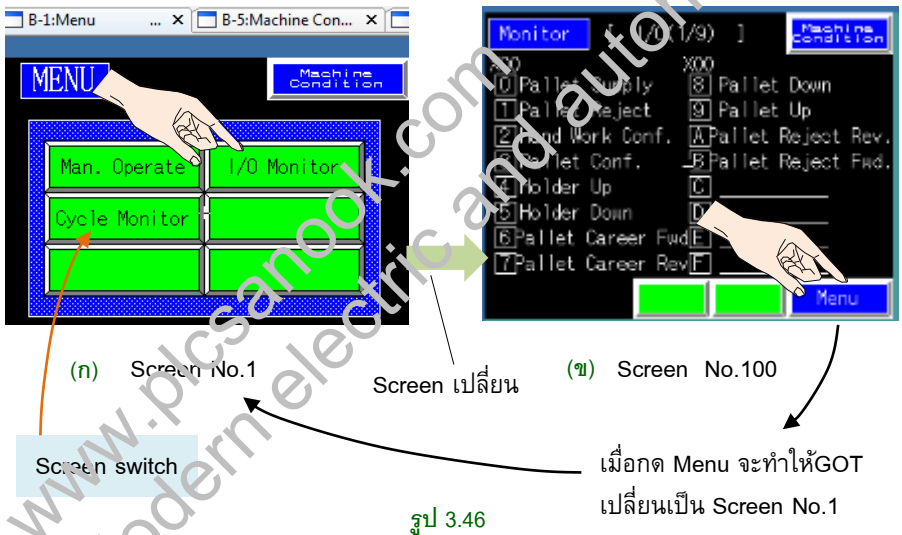 B-1:Menu ... X B-5:Machine Con... X
MENU
Machine
Condition
Man. Operate
I/O Monitor
Cycle Monitor
Monitor [ I/O(1/9) ]
Machine
Condition
X00 X00
0 Pallet Supply 8 Pallet Down
1 Pallet Reject 9 Pallet Up
2 Hand Work Conf. A Pallet Reject Rev.
3 Pallet Conf. B Pallet Reject Fwd.
4 Holder Up C
5 Holder Down D
6 Pallet Career Fwd E
7 Pallet Career Rev F
Menu
(ก) Screen No.1
Screen เปลี่ยน
(ข) Screen No.100
Screen switch
เมื่อกด Menu จะทำให้GOT
เปลี่ยนเป็น Screen No.1
รูป 3.46
www.plcsanook.com
modern electric and autom